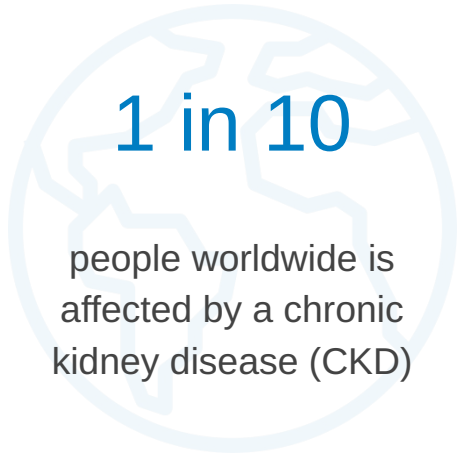 1 in 10
people worldwide is
affected by a chronic
kidney disease (CKD)